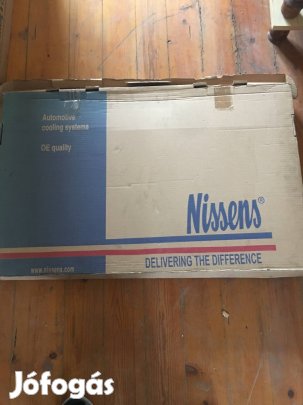 Automotive
cooling systems
OE quality
Nissens®
DELIVERING THE DIFFERENCE
www.nissens.com
Jófogás